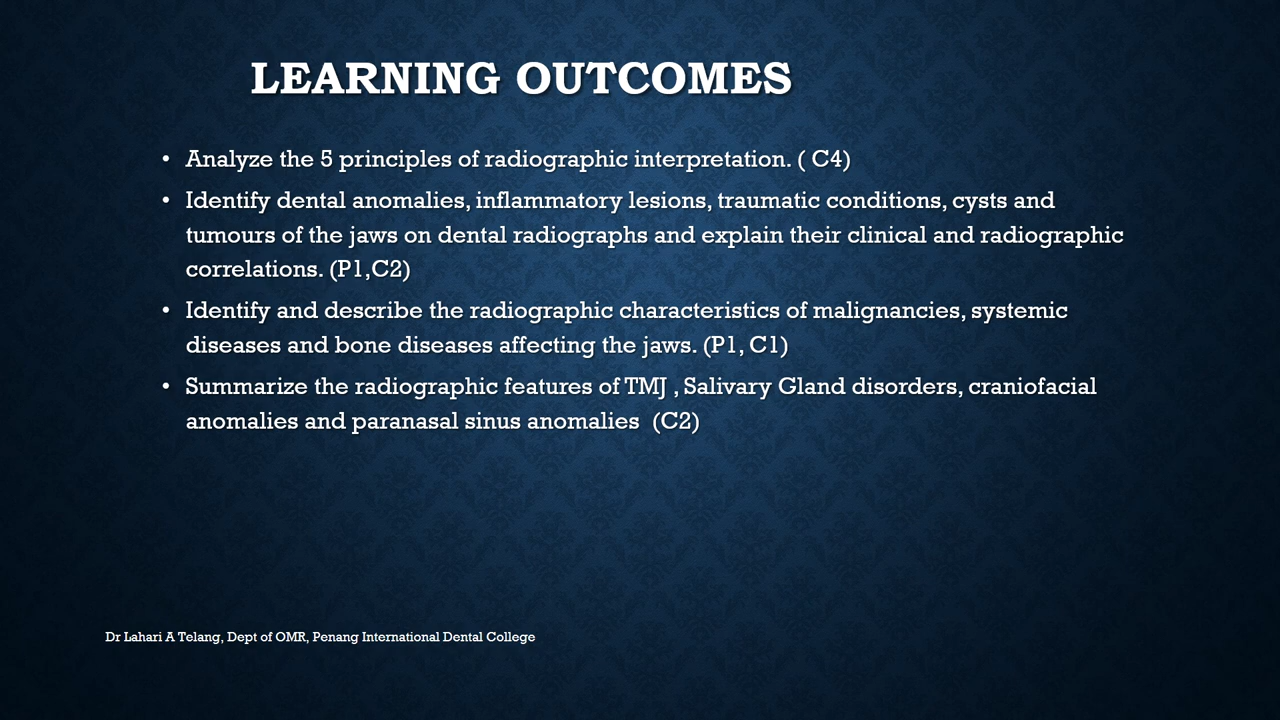 LEARNING OUTCOMES
• Analyze the 5 principles of radiographic interpretation. ( C4)
• Identify dental anomalies, inflammatory lesions, traumatic conditions, cysts and
tumours of the jaws on dental radiographs and explain their clinical and radiographic
correlations. (P1,C2)
• Identify and describe the radiographic characteristics of malignancies, systemic
diseases and bone diseases affecting the jaws. (P1, C1)
• Summarize the radiographic features of TMJ , Salivary Gland disorders, craniofacial
anomalies and paranasal sinus anomalies  (C2)
Dr Lahari A Telang, Dept of OMR, Penang International Dental College